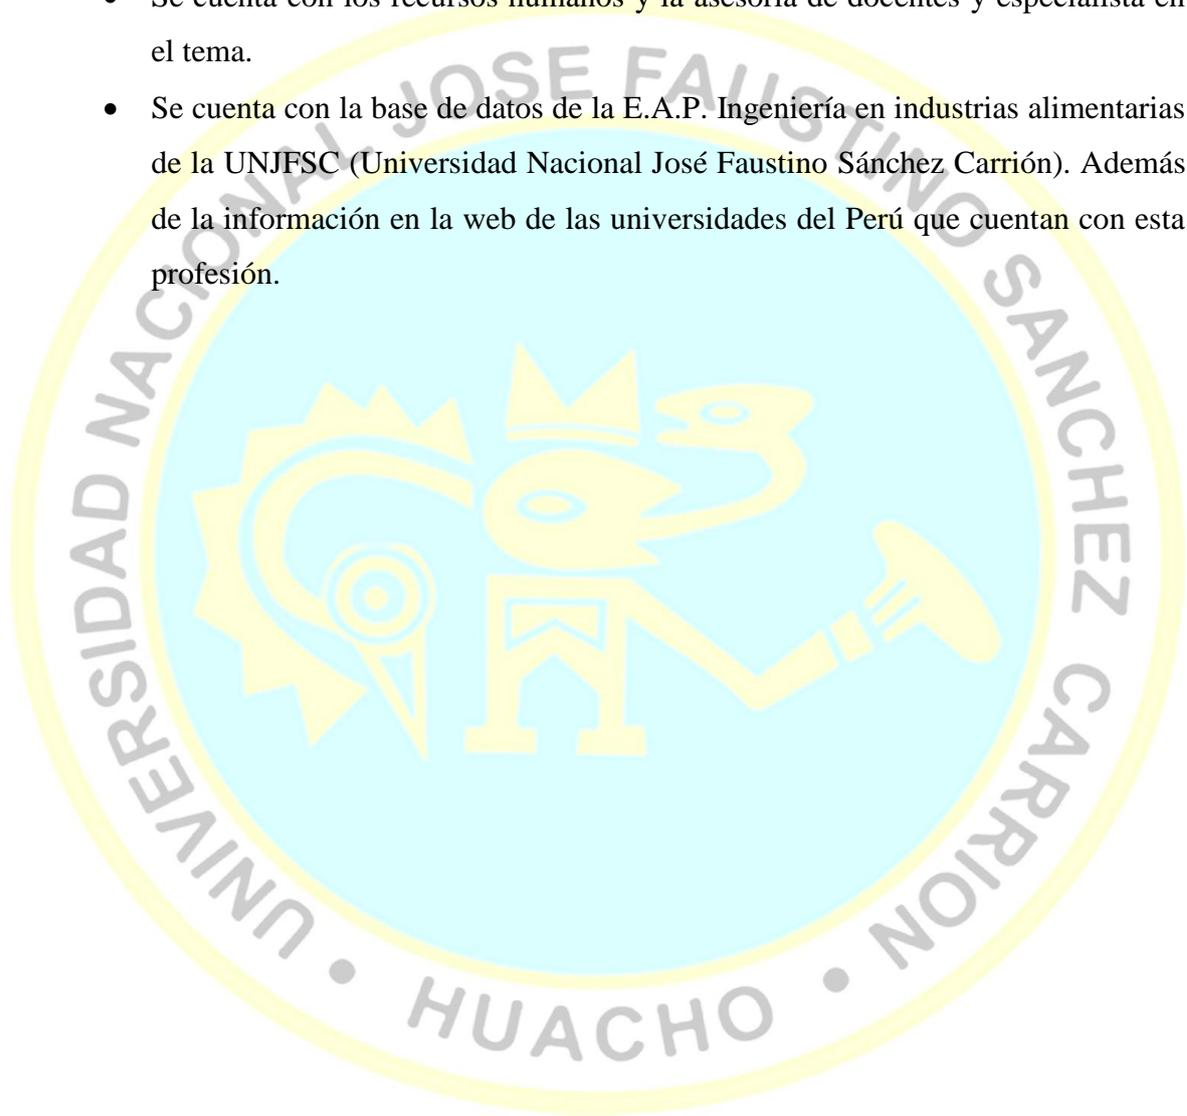 Se cuenta con los recursos humanos y la asesoría de docentes y especialista en
el tema.
• Se cuenta con la base de datos de la E.A.P. Ingeniería en industrias alimentarias
de la UNJFSC (Universidad Nacional José Faustino Sánchez Carrión). Además
de la información en la web de las universidades del Perú que cuentan con esta
profesión.
UNIVERSIDAD NACIONAL JOSE FAUSTINO SANCHEZ CARRION
• HUACHO •